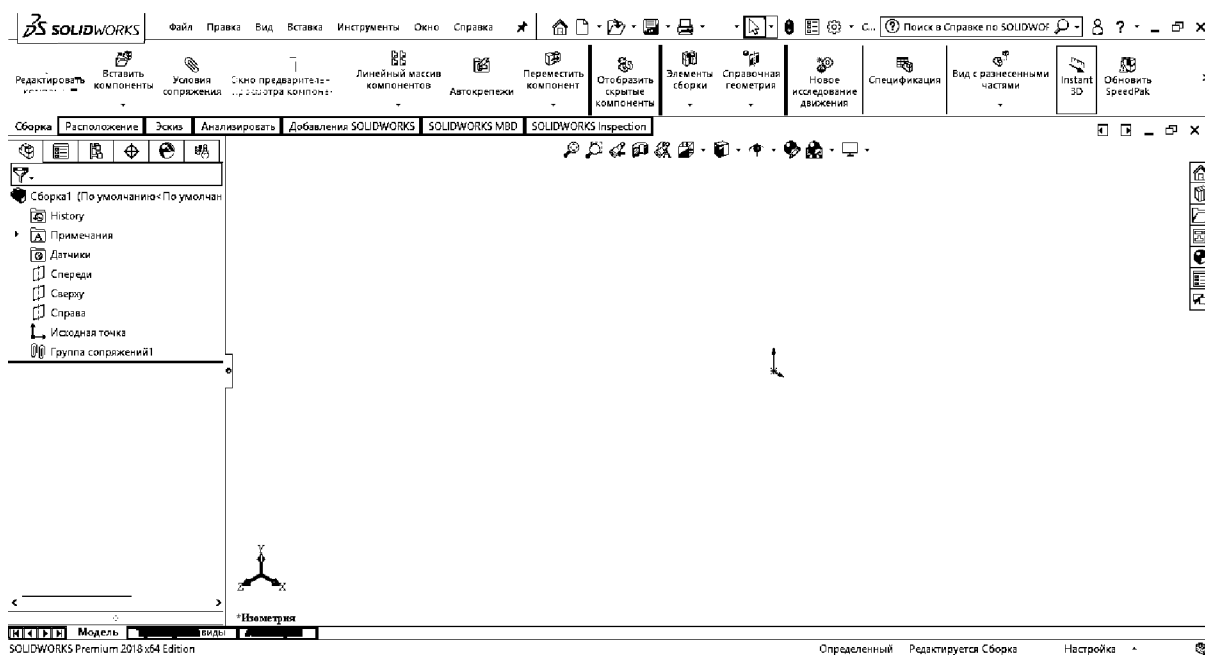 SOLIDWORKS Файл Правка Вид Вставка Инструменты Окно Справка С... Поиск в Справке по SOLIDWOF ?
Редактировать
Вставить компоненты
Условия сопряжения
Линейный массив компонентов
Автокрепежи
Переместить компонент
Отобразить скрытые компоненты
Элементы сборки
Справочная геометрия
Новое исследование движения
Спецификация
Вид с разнесенными частями
Instant 3D
Обновить SpeedPak
Сборка Расположение Эскиз Анализировать Добавления SOLIDWORKS SOLIDWORKS MBD SOLIDWORKS Inspection
Сборка1 (По умолчанию<По умолчан
History
Примечания
Датчики
Спереди
Сверху
Справа
Исходная точка
Группа сопряжений1
Y
Z X
*Изометрия
Модель виды
SOLIDWORKS Premium 2018 x64 Edition Определенный Редактируется Сборка Настройка